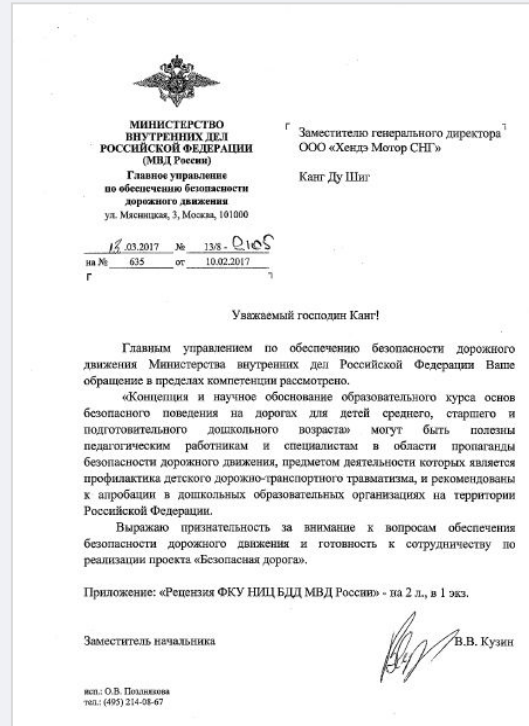 МИНИСТЕРСТВО
ВНУТРЕННИХ ДЕЛ
РОССИЙСКОЙ ФЕДЕРАЦИИ
(МВД России)
Главное управление
по обеспечению безопасности
дорожного движения
ул. Мясницкая, 3, Москва, 101000
.03.2017 № 13/8 -
на № 635 от 10.02.2017
Заместителю генерального директора
ООО «Хендэ Мотор СНГ»
Канг Ду Шиг
Уважаемый господин Канг!
Главным управлением по обеспечению безопасности дорожного
движения Министерства внутренних дел Российской Федерации Ваше
обращение в пределах компетенции рассмотрено.
«Концепция и научное обоснование образовательного курса основ
безопасного поведения на дорогах для детей среднего, старшего и
подготовительного дошкольного возраста» могут быть полезны
педагогическим работникам и специалистам в области пропаганды
безопасности дорожного движения, предметом деятельности которых является
профилактика детского дорожно-транспортного травматизма, и рекомендованы
к апробации в дошкольных образовательных организациях на территории
Российской Федерации.
Выражаю признательность за внимание к вопросам обеспечения
безопасности дорожного движения и готовность к сотрудничеству по
реализации проекта «Безопасная дорога».
Приложение: «Рецензия ФКУ НИЦ БДД МВД России» - на 2 л., в 1 экз.
Заместитель начальника
В.В. Кузин
исп.: О.В. Позднякова
тел.: (495) 214-08-67